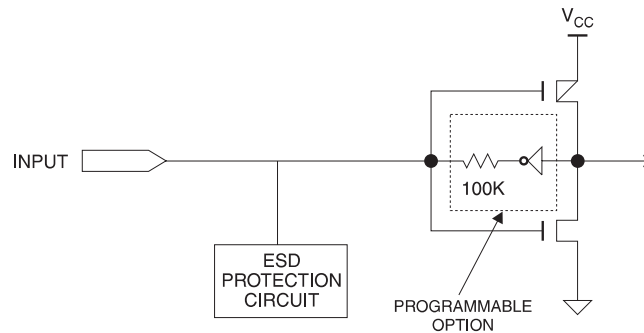 VCC
INPUT
100K
ESD
PROTECTION
CIRCUIT
PROGRAMMABLE
OPTION